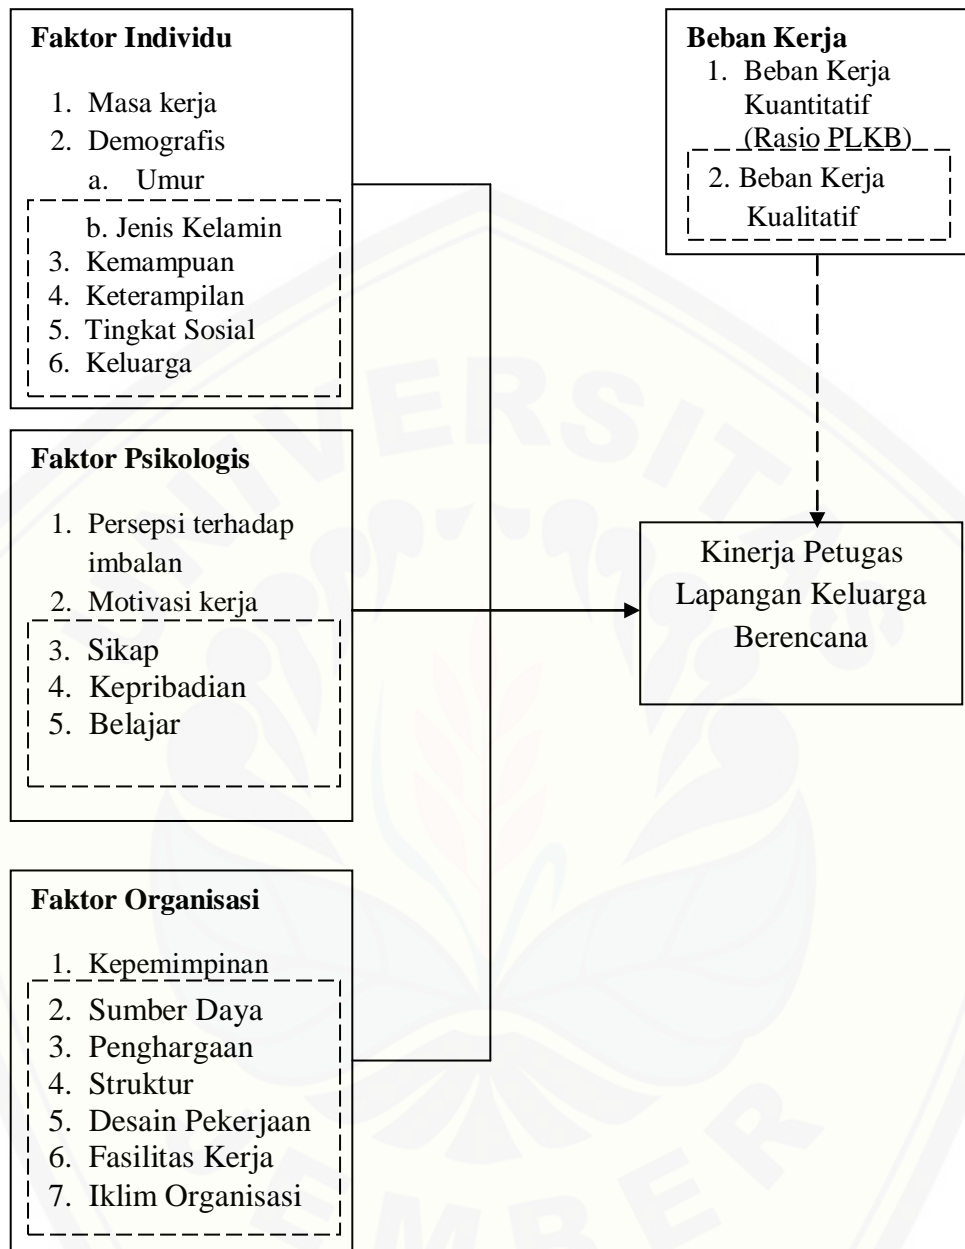 Faktor Individu
1. Masa kerja
2. Demografis
a. Umur
b. Jenis Kelamin
3. Kemampuan
4. Keterampilan
5. Tingkat Sosial
6. Keluarga
Faktor Psikologis
1. Persepsi terhadap
imbalan
2. Motivasi kerja
3. Sikap
4. Kepribadian
5. Belajar
Faktor Organisasi
1. Kepemimpinan
2. Sumber Daya
3. Penghargaan
4. Struktur
5. Desain Pekerjaan
6. Fasilitas Kerja
7. Iklim Organisasi
Beban Kerja
1. Beban Kerja
Kuantitatif
(Rasio PLKB)
2. Beban Kerja
Kualitatif
Kinerja Petugas
Lapangan Keluarga
Berencana
UNIVERSITAS